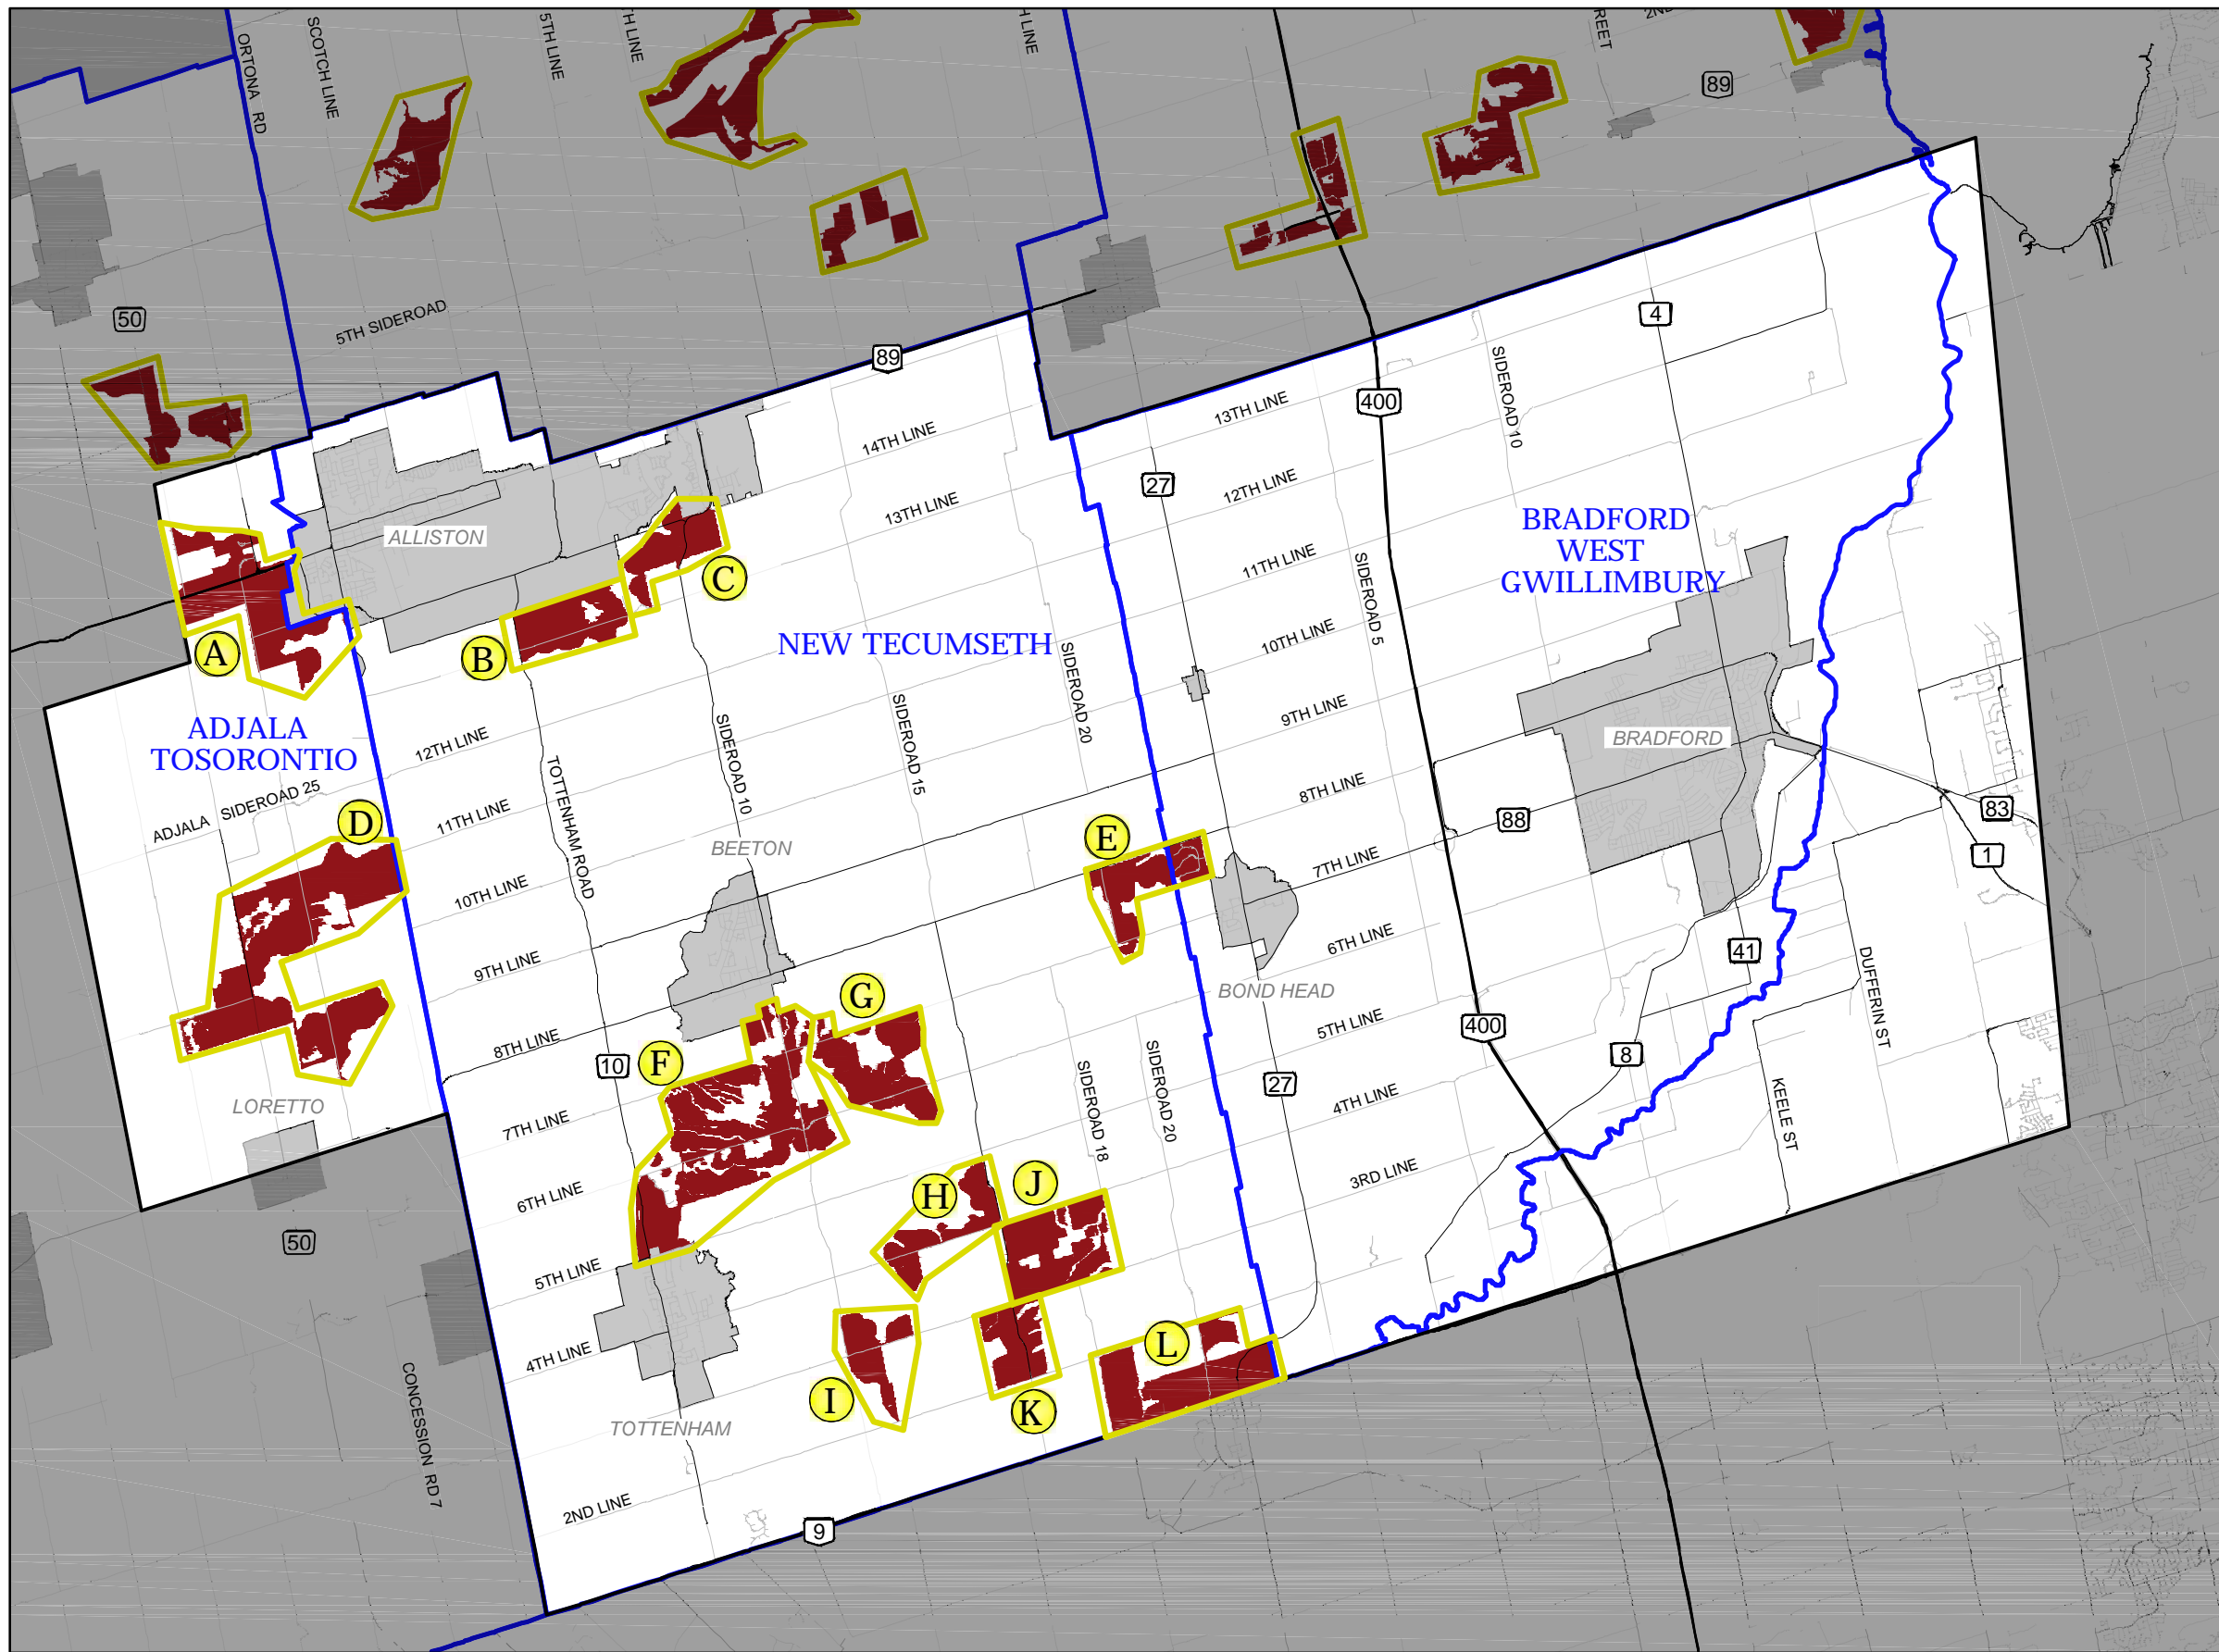 ORTONA RD
SCOTCH LINE
5TH LINE
TH LINE
H LINE
REET
2ND
89
50
5TH SIDEROAD
89
4
400
SIDEROAD 10
13TH LINE
14TH LINE
27
12TH LINE
13TH LINE
ALLISTON
BRADFORD
WEST
GWILLIMBURY
11TH LINE
SIDEROAD 5
C
A
B
NEW TECUMSETH
10TH LINE
SIDEROAD 20
SIDEROAD 15
9TH LINE
ADJALA
TOSORONTIO
12TH LINE
SIDEROAD 10
BRADFORD
TOTTENHAM ROAD
8TH LINE
ADJALA SIDEROAD 25
11TH LINE
D
88
83
E
BEETON
7TH LINE
1
10TH LINE
6TH LINE
41
9TH LINE
G
BOND HEAD
DUFFERIN ST
5TH LINE
400
8TH LINE
F
10
8
27
SIDEROAD 18
SIDEROAD 20
4TH LINE
LORETTO
7TH LINE
KEELE ST
3RD LINE
6TH LINE
H
J
50
5TH LINE
4TH LINE
L
I
K
CONCESSION RD 7
TOTTENHAM
2ND LINE
9